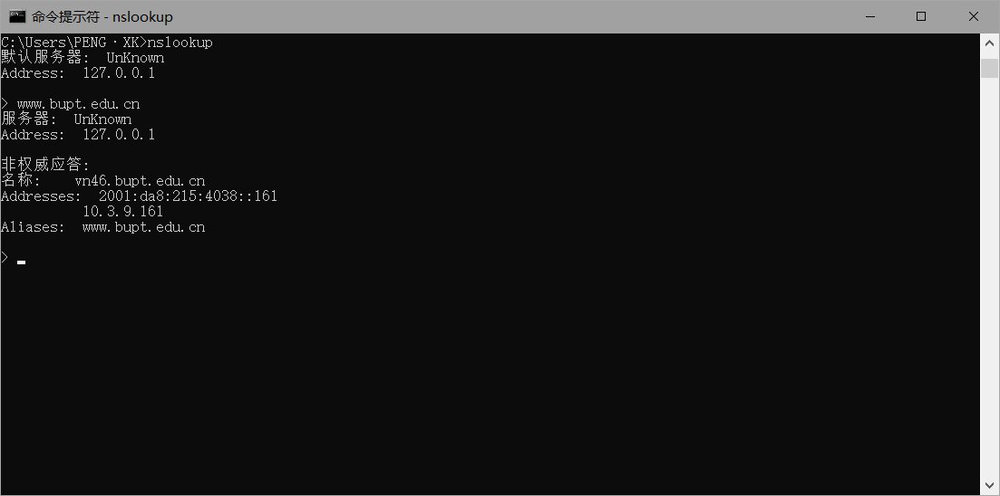 命令提示符 - nslookup
C:\Users\PENG·XK>nslookup
默认服务器:  UnKnown
Address:  127.0.0.1
> www.bupt.edu.cn
服务器:  UnKnown
Address:  127.0.0.1
非权威应答:
名称:    vn46.bupt.edu.cn
Addresses:  2001:da8:215:4038::161
          10.3.9.161
Aliases:  www.bupt.edu.cn
>